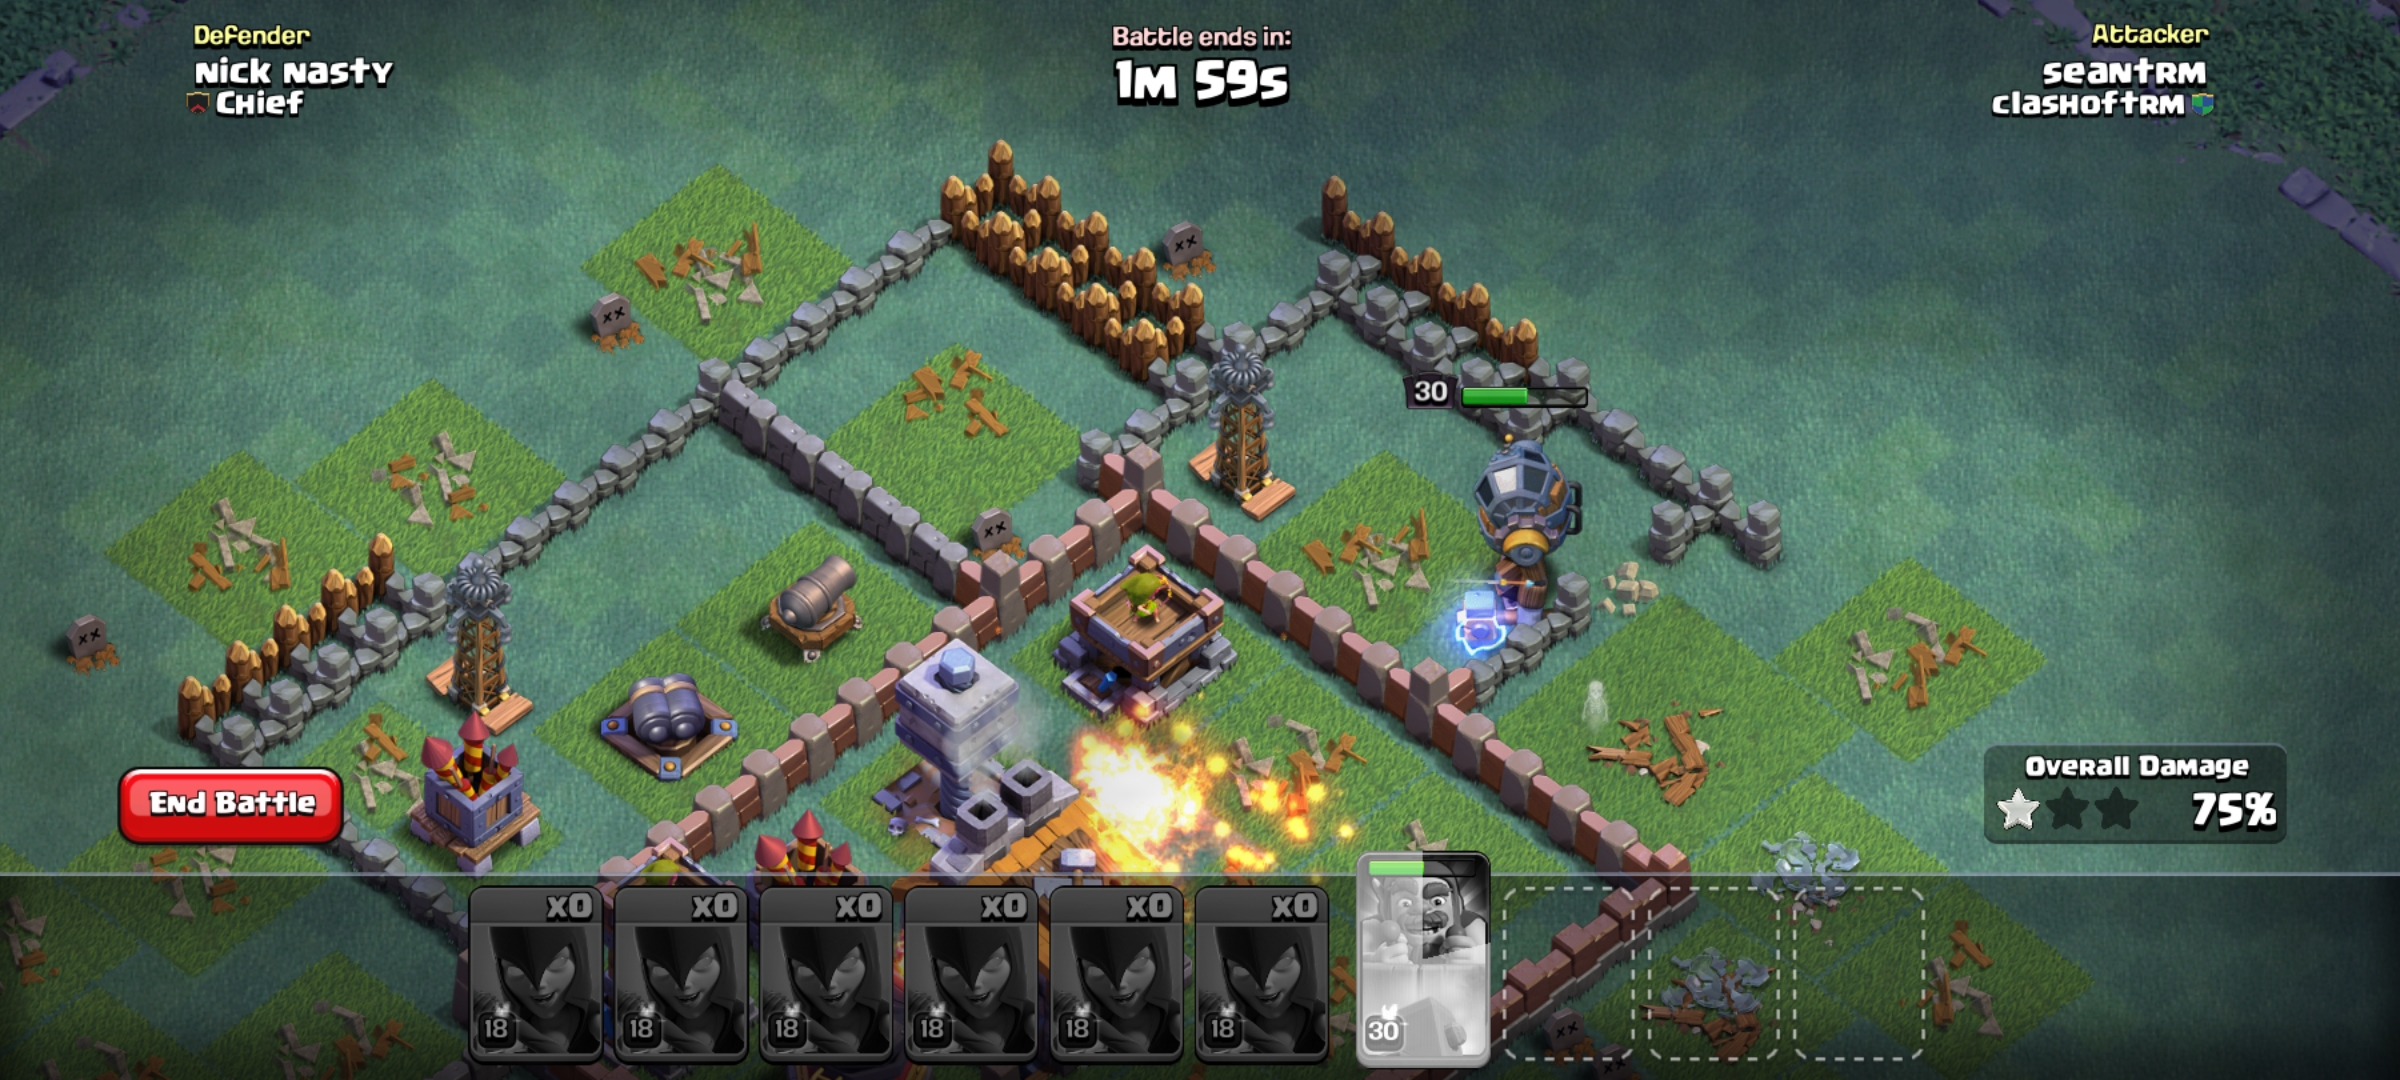 Defender
Nick Nasty
Chief
Battle ends in:
1M 59s
Attacker
seantRM
clashoftRM
30
End Battle
Overall Damage
75%
x0 x0 x0 x0 x0 x0
18 18 18 18 18 18 30